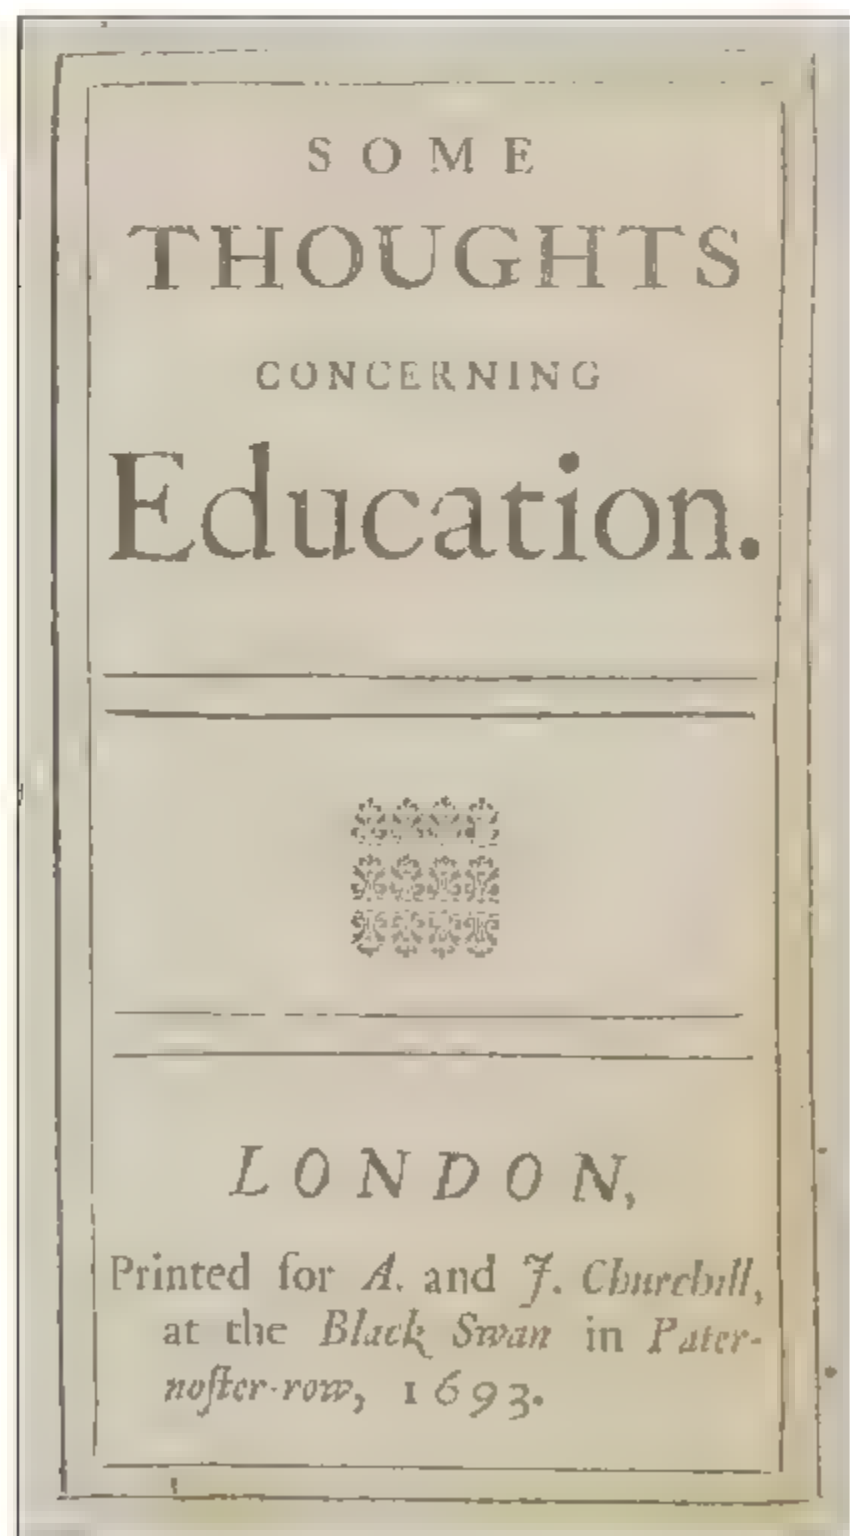 SOME
THOUGHTS
CONCERNING
Education.
LONDON,
Printed for A. and J. Churchill,
at the Black Swan in Pater-
noſter-row, 1693.